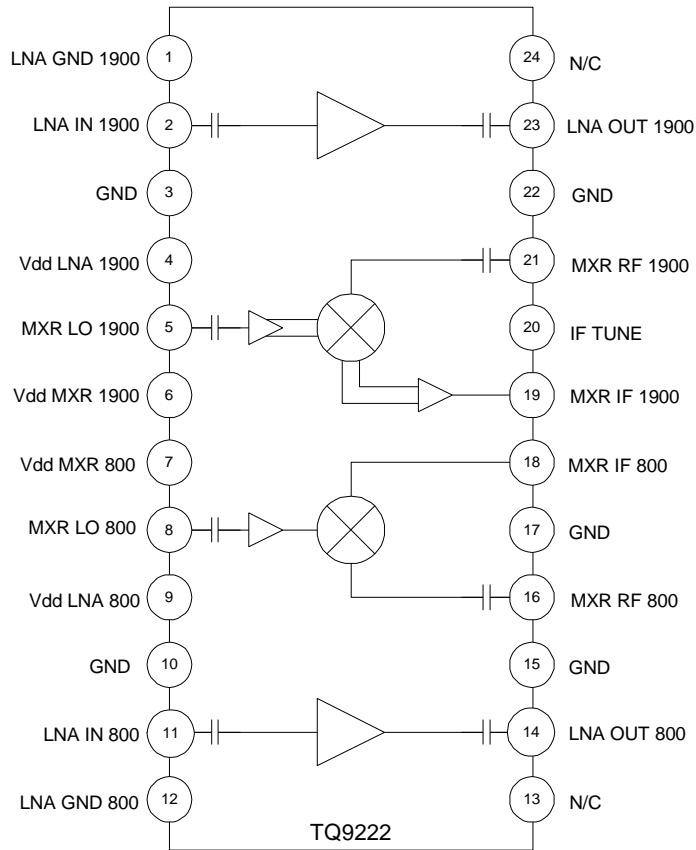 LNA GND 1900 1 24 N/C
LNA IN 1900 2 23 LNA OUT 1900
GND 3 22 GND
Vdd LNA 1900 4 21 MXR RF 1900
MXR LO 1900 5 20 IF TUNE
Vdd MXR 1900 6 19 MXR IF 1900
Vdd MXR 800 7 18 MXR IF 800
MXR LO 800 8 17 GND
Vdd LNA 800 9 16 MXR RF 800
GND 10 15 GND
LNA IN 800 11 14 LNA OUT 800
LNA GND 800 12 13 N/C
TQ9222